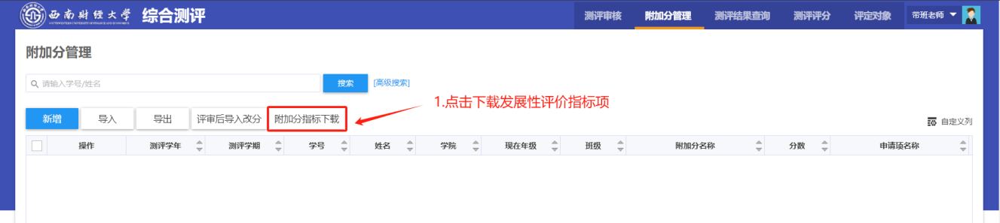 西南财经大学 综合测评 测评审核 附加分管理 测评结果查询 测评评分 评定对象 带班老师
SOUTHWESTERN UNIVERSITY OF FINANCE AND ECONOMICS
附加分管理
请输入学号/姓名 搜索 [高级搜索]
1.点击下载发展性评价指标项
新增 导入 导出 评审后导入改分 附加分指标下载 自定义列
操作 测评学年 测评学期 学号 姓名 学院 现在年级 班级 附加分名称 分数 申请项名称